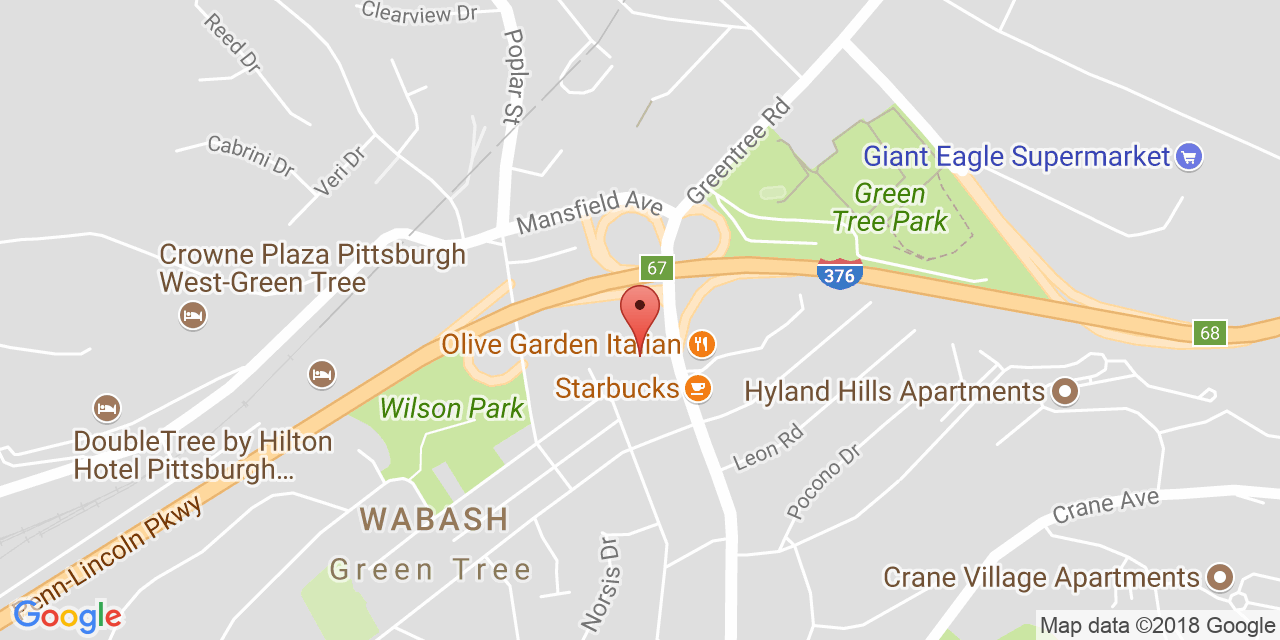 Clearview Dr
Reed Dr
Poplar St
Greentree Rd
Cabrini Dr
Veri Dr
Giant Eagle Supermarket
Green
Tree Park
Mansfield Ave
Crowne Plaza Pittsburgh
West-Green Tree
67
376
68
Olive Garden Italian
Starbucks
Hyland Hills Apartments
Wilson Park
DoubleTree by Hilton
Hotel Pittsburgh...
Leon Rd
Pocono Dr
Crane Ave
WABASH
Green Tree
Penn-Lincoln Pkwy
Norsis Dr
Crane Village Apartments
Google
Map data ©2018 Google